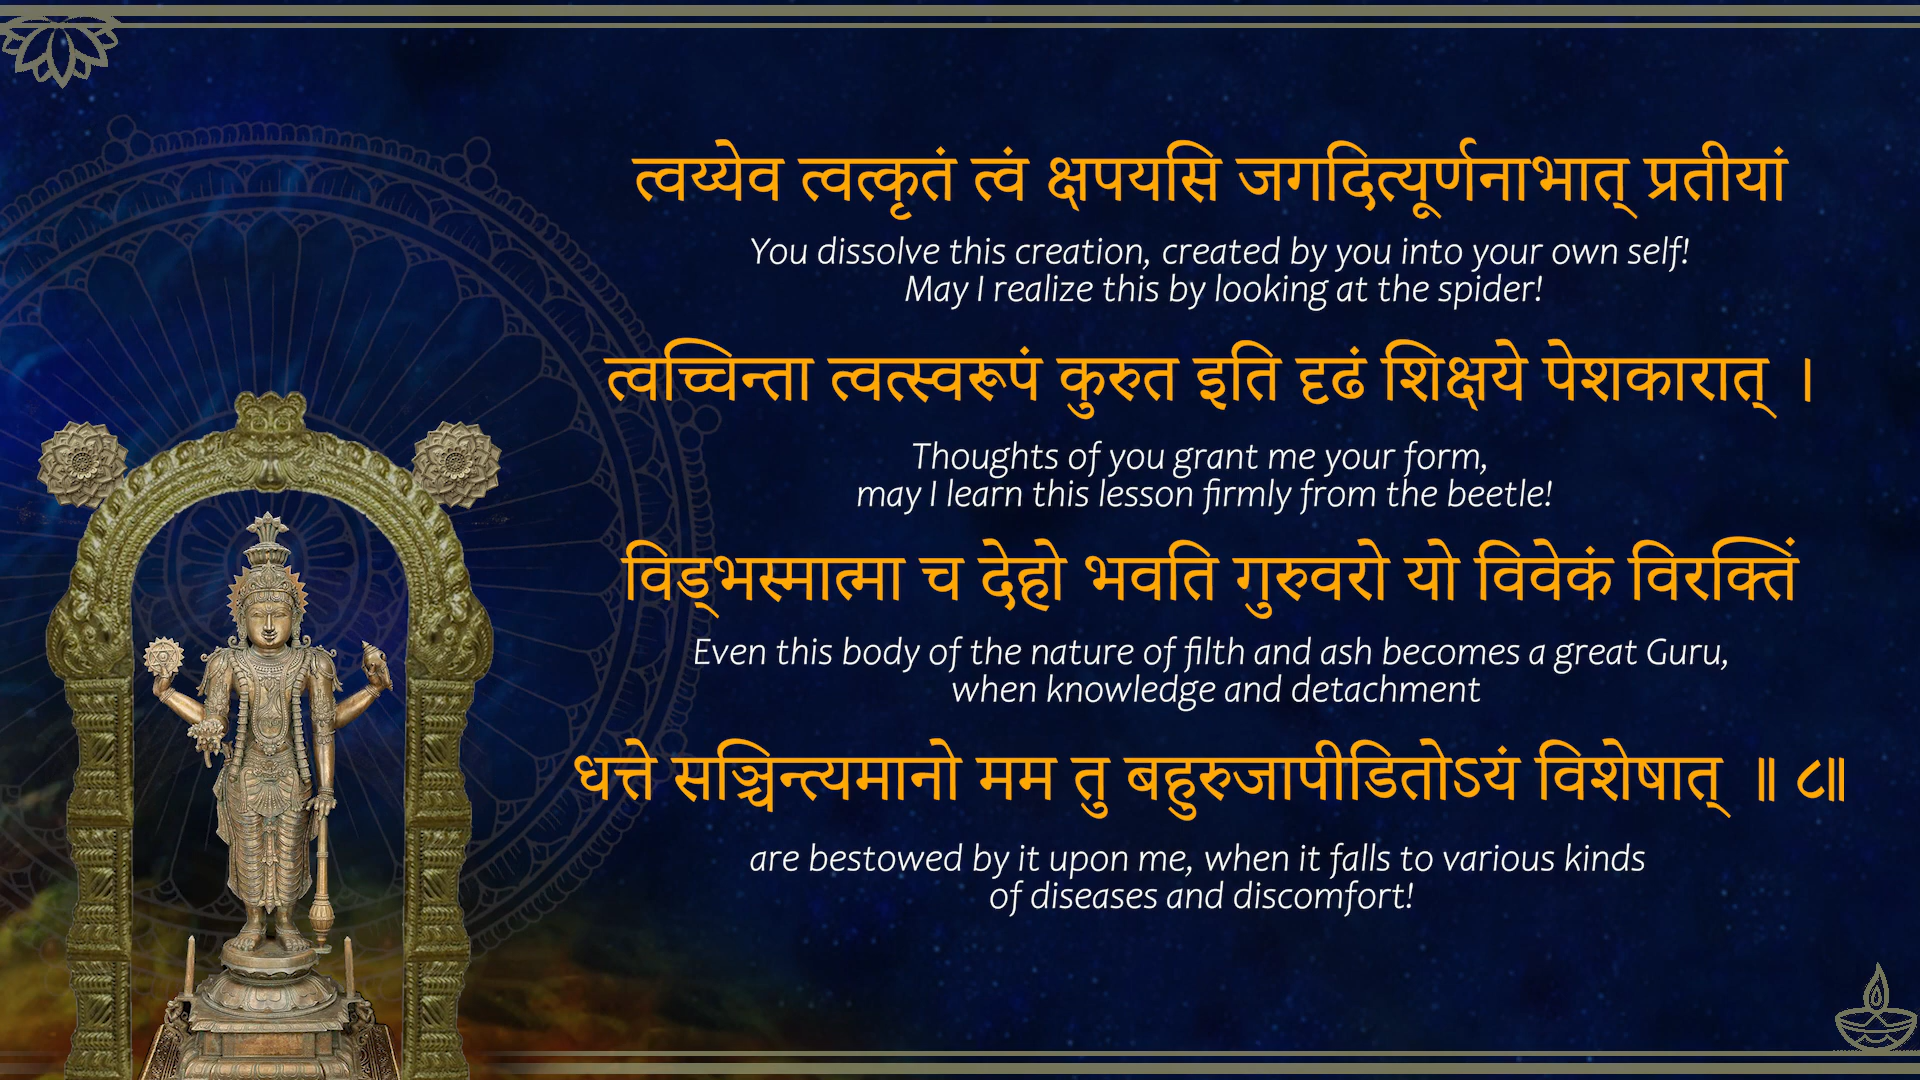 त्वय्येव त्वत्कृतं त्वं क्षपयसि जगदित्यूर्णनाभात् प्रतीयां
You dissolve this creation, created by you into your own self!
May I realize this by looking at the spider!
त्वच्चिन्ता त्वत्स्वरूपं कुरुत इति दृढं शिक्षये पेशकारात् ।
Thoughts of you grant me your form,
may I learn this lesson firmly from the beetle!
विड्भस्मात्मा च देहो भवति गुरुवरो यो विवेकं विरक्तिं
Even this body of the nature of filth and ash becomes a great Guru,
when knowledge and detachment
धत्ते सञ्चिन्त्यमानो मम तु बहुरुजापीडितोऽयं विशेषात् ॥ ८॥
are bestowed by it upon me, when it falls to various kinds
of diseases and discomfort!